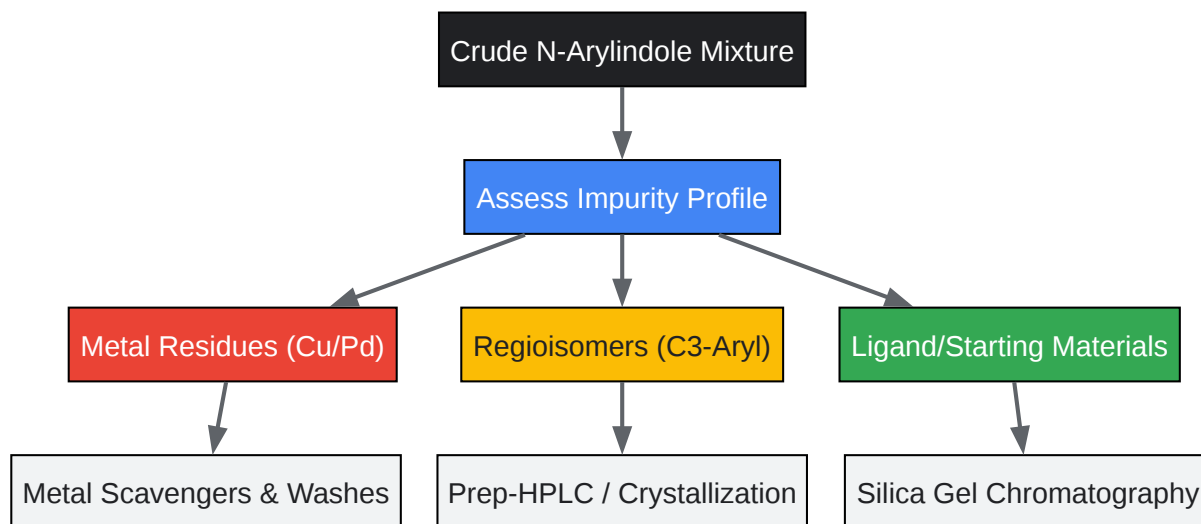 Crude N-Arylindole Mixture
Assess Impurity Profile
Metal Residues (Cu/Pd)
Regioisomers (C3-Aryl)
Ligand/Starting Materials
Metal Scavengers & Washes
Prep-HPLC / Crystallization
Silica Gel Chromatography